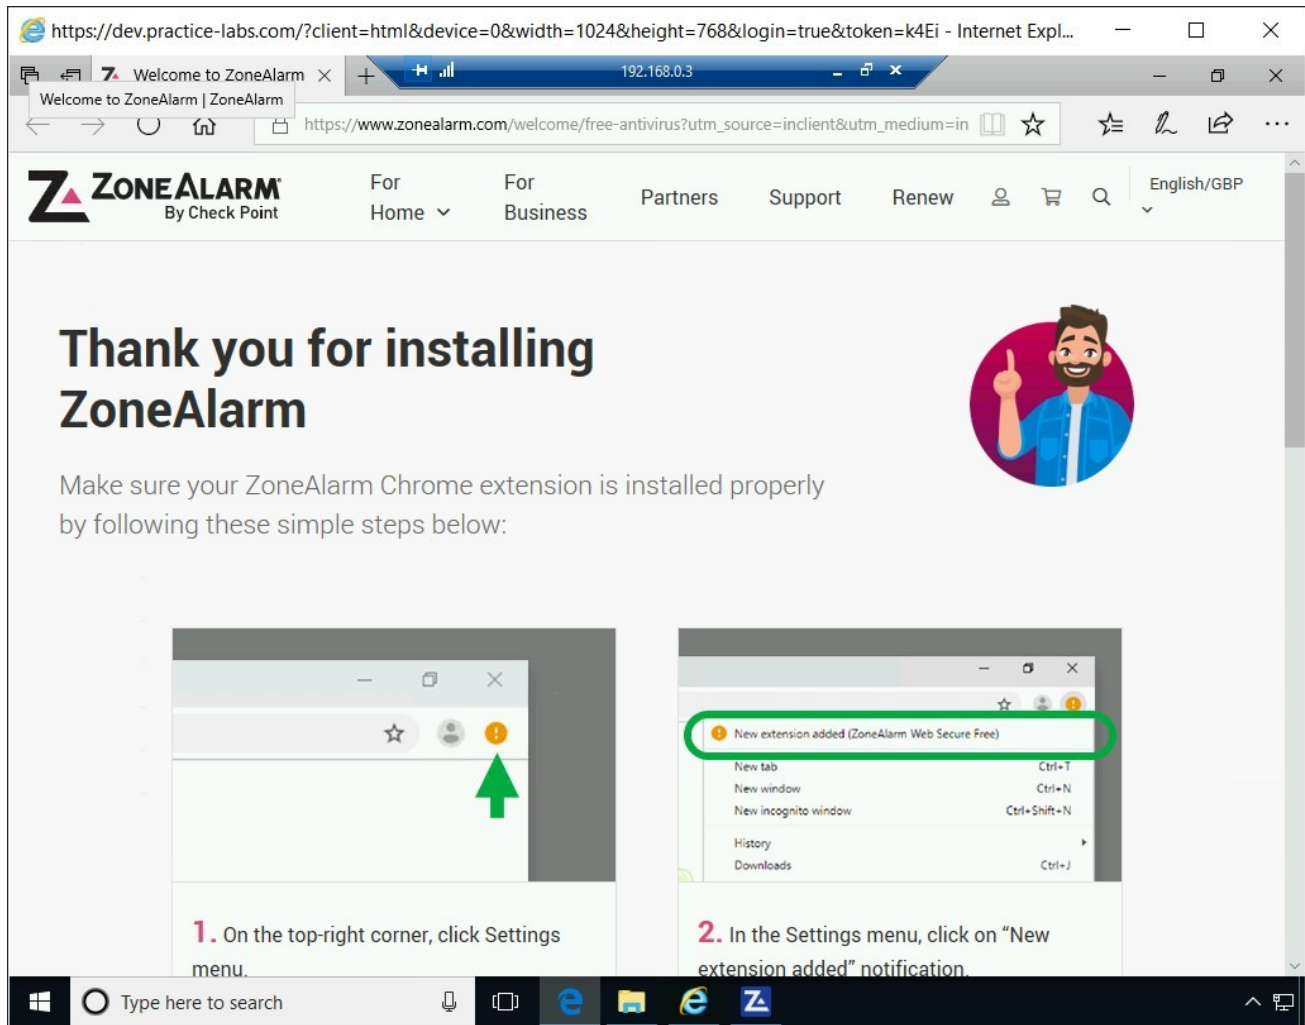 https://dev.practice-labs.com/?client=html&device=0&width=1024&height=768&login=true&token=k4Ei - Internet Expl...
Welcome to ZoneAlarm
192.168.0.3
Welcome to ZoneAlarm | ZoneAlarm
https://www.zonealarm.com/welcome/free-antivirus?utm_source=inclient&utm_medium=in
ZONEALARM
By Check Point
For Home
For Business
Partners
Support
Renew
English/GBP
Thank you for installing
ZoneAlarm
Make sure your ZoneAlarm Chrome extension is installed properly
by following these simple steps below:
New extension added (ZoneAlarm Web Secure Free)
New tab Ctrl+T
New window Ctrl+N
New incognito window Ctrl+Shift+N
History
Downloads Ctrl+J
1. On the top-right corner, click Settings
menu.
2. In the Settings menu, click on “New
extension added” notification.
Type here to search